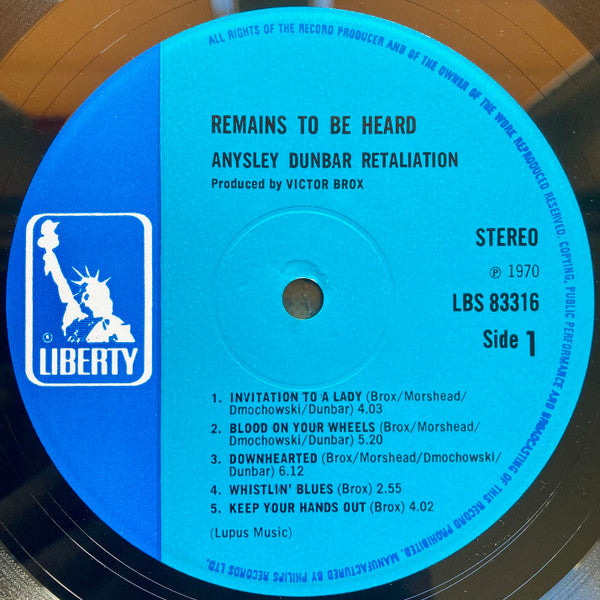 ALL RIGHTS OF THE RECORD PRODUCER AND OF THE OWNER OF THE WORK REPRODUCED RESERVED. COPYING, PUBLIC PERFORMANCE AND BROADCASTING OF THIS RECORD PROHIBITED. MANUFACTURED BY PHILIPS RECORDS LTD.
REMAINS TO BE HEARD
ANYSLEY DUNBAR RETALIATION
Produced by VICTOR BROX
STEREO
℗ 1970
LBS 83316
Side 1
®
LIBERTY
1. INVITATION TO A LADY (Brox/Morshead/
Dmochowski/Dunbar) 4.03
2. BLOOD ON YOUR WHEELS (Brox/Morshead/
Dmochowski/Dunbar) 5.20
3. DOWNHEARTED (Brox/Morshead/Dmochowski/
Dunbar) 6.12
4. WHISTLIN' BLUES (Brox) 2.55
5. KEEP YOUR HANDS OUT (Brox) 4.02
(Lupus Music)